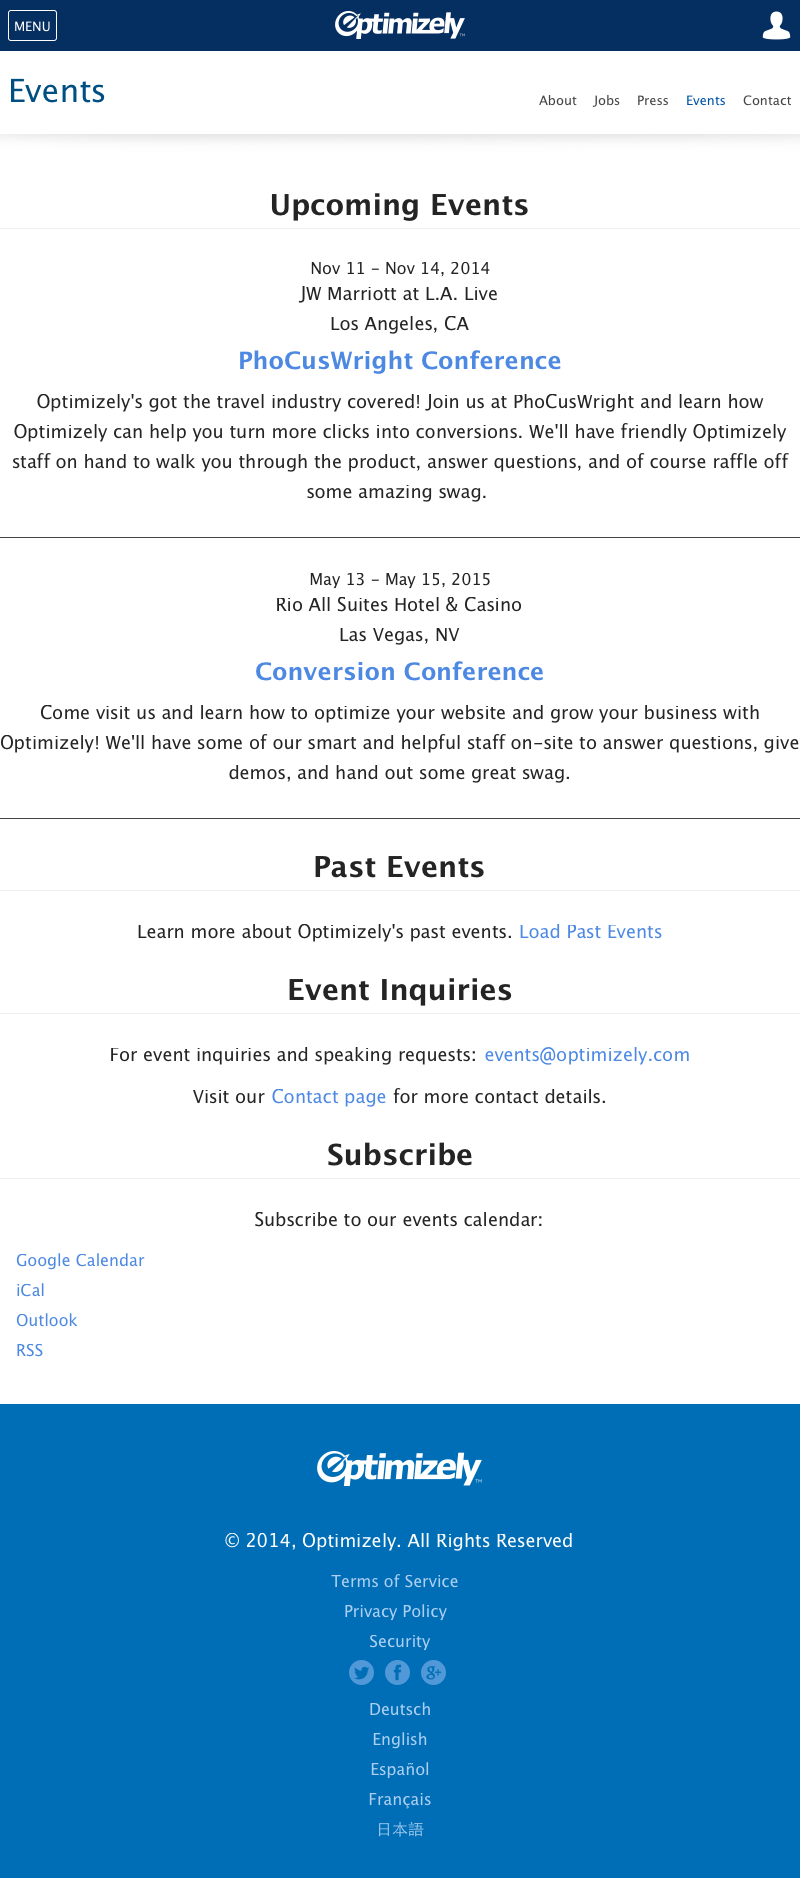 MENU
Optimizely
Events
About Jobs Press Events Contact
Upcoming Events
Nov 11 - Nov 14, 2014
JW Marriott at L.A. Live
Los Angeles, CA
PhoCusWright Conference
Optimizely's got the travel industry covered! Join us at PhoCusWright and learn how
Optimizely can help you turn more clicks into conversions. We'll have friendly Optimizely
staff on hand to walk you through the product, answer questions, and of course raffle off
some amazing swag.
May 13 - May 15, 2015
Rio All Suites Hotel & Casino
Las Vegas, NV
Conversion Conference
Come visit us and learn how to optimize your website and grow your business with
Optimizely! We'll have some of our smart and helpful staff on-site to answer questions, give
demos, and hand out some great swag.
Past Events
Learn more about Optimizely's past events. Load Past Events
Event Inquiries
For event inquiries and speaking requests: events@optimizely.com
Visit our Contact page for more contact details.
Subscribe
Subscribe to our events calendar:
Google Calendar
iCal
Outlook
RSS
Optimizely
© 2014, Optimizely. All Rights Reserved
Terms of Service
Privacy Policy
Security
Deutsch
English
Español
Français
日本語